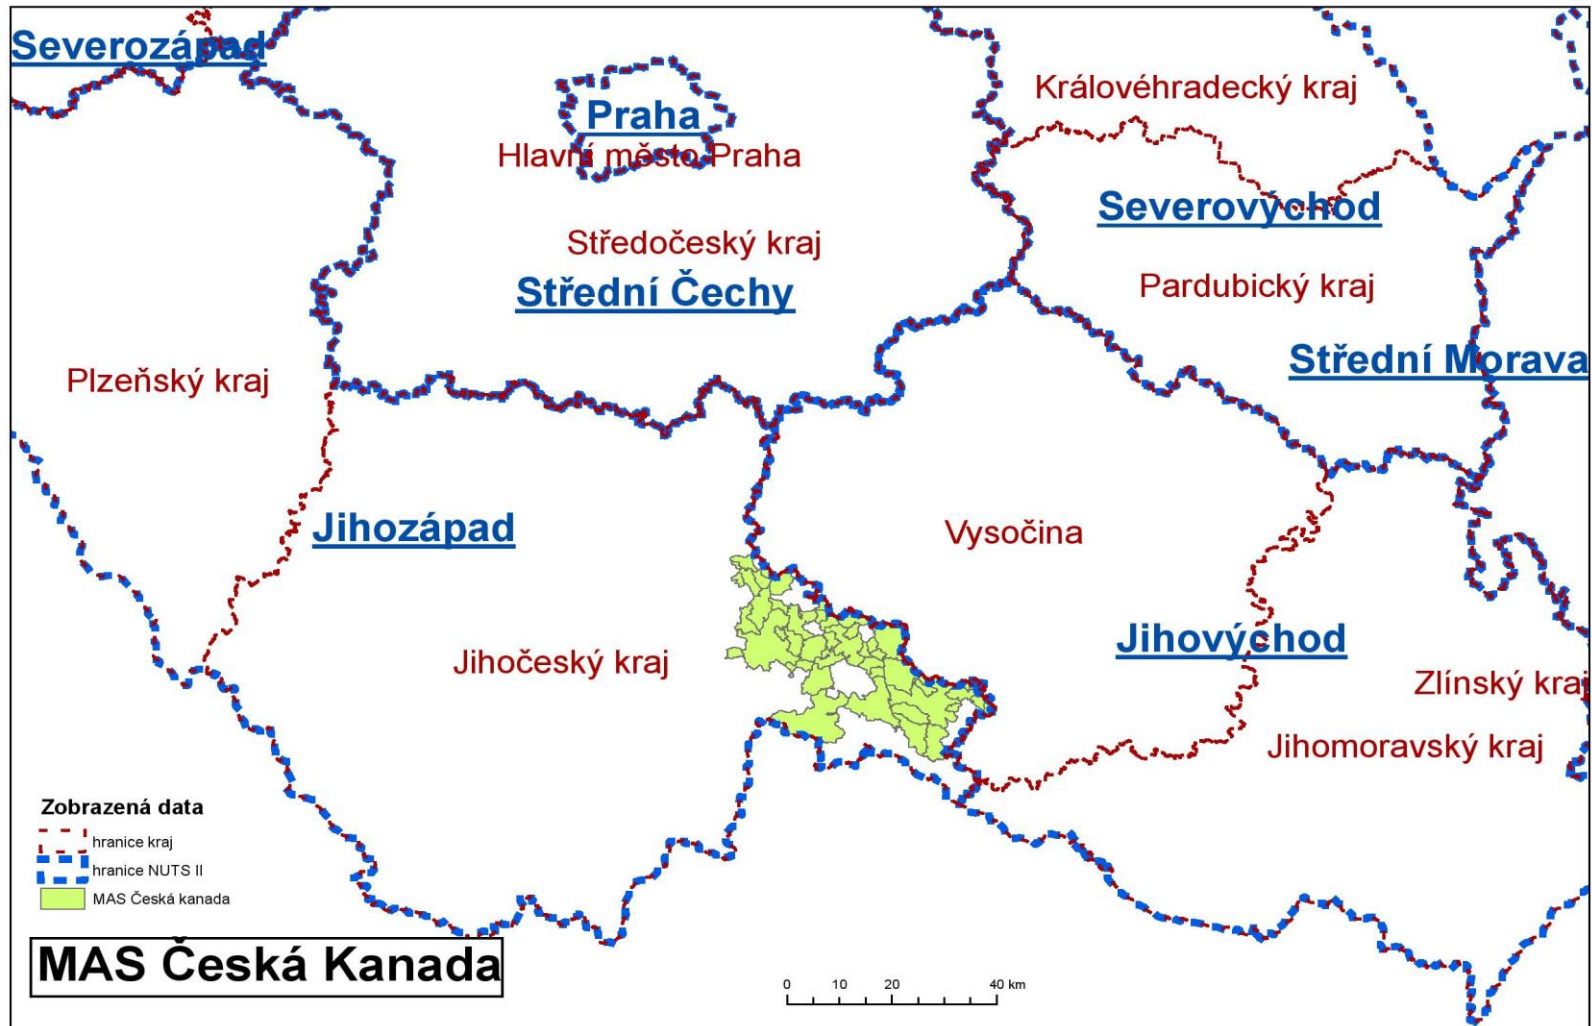 Severozápad
Královéhradecký kraj
Praha
Hlavní město Praha
Severovýchod
Středočeský kraj
Střední Čechy
Pardubický kraj
Střední Morava
Plzeňský kraj
Jihozápad
Vysočina
Jihovýchod
Jihočeský kraj
Zlínský kraj
Jihomoravský kraj
Zobrazená data
hranice kraj
hranice NUTS II
MAS Česká kanada
MAS Česká Kanada
0 10 20 40 km